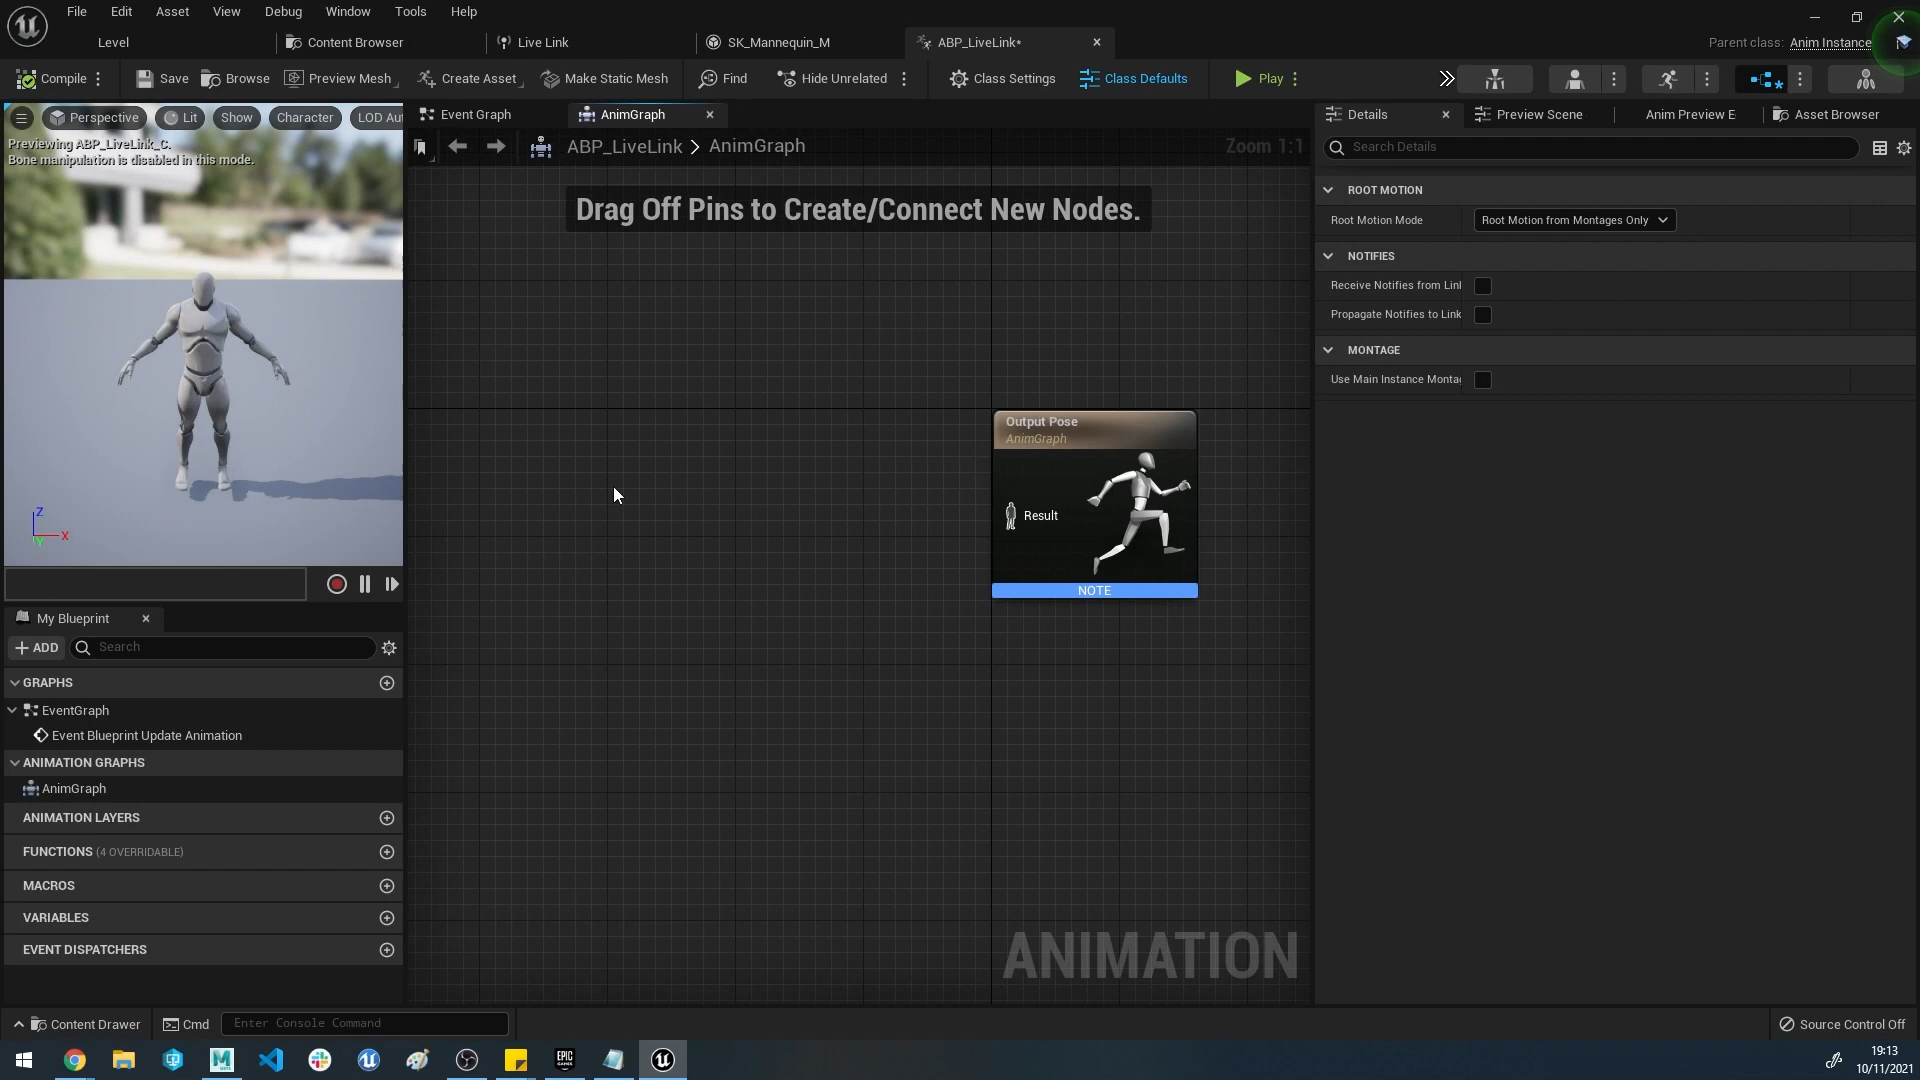 File Edit Asset View Debug Window Tools Help
Level Content Browser Live Link SK_Mannequin_M ABP_LiveLink* Parent class: Anim Instance
Compile Save Browse Preview Mesh Create Asset Make Static Mesh Find Hide Unrelated Class Settings Class Defaults Play
Perspective Lit Show Character LOD Aut
Previewing ABP_LiveLink_C.
Bone manipulation is disabled in this mode.
Z
X
Y
My Blueprint
ADD Search
GRAPHS
EventGraph
Event Blueprint Update Animation
ANIMATION GRAPHS
AnimGraph
ANIMATION LAYERS
FUNCTIONS (4 OVERRIDABLE)
MACROS
VARIABLES
EVENT DISPATCHERS
Event Graph AnimGraph
ABP_LiveLink > AnimGraph Zoom 1:1
Drag Off Pins to Create/Connect New Nodes.
Output Pose
AnimGraph
Result
NOTE
ANIMATION
Details Preview Scene Anim Preview E Asset Browser
Search Details
ROOT MOTION
Root Motion Mode Root Motion from Montages Only
NOTIFIES
Receive Notifies from Linl
Propagate Notifies to Link
MONTAGE
Use Main Instance Montag
Content Drawer Cmd Enter Console Command Source Control Off
19:13
10/11/2021